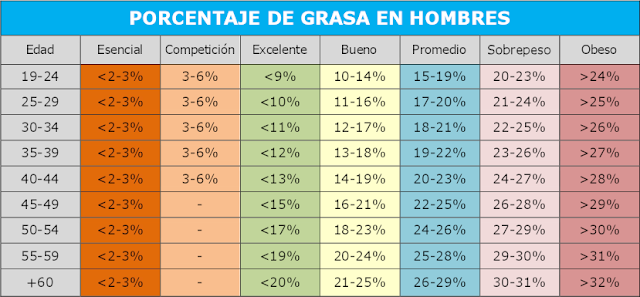 PORCENTAJE DE GRASA EN HOMBRES
Edad Esencial Competición Excelente Bueno Promedio Sobrepeso Obeso
19-24 <2-3% 3-6% <9% 10-14% 15-19% 20-23% >24%
25-29 <2-3% 3-6% <10% 11-16% 17-20% 21-24% >25%
30-34 <2-3% 3-6% <11% 12-17% 18-21% 22-25% >26%
35-39 <2-3% 3-6% <12% 13-18% 19-22% 23-26% >27%
40-44 <2-3% 3-6% <13% 14-19% 20-23% 24-27% >28%
45-49 <2-3% - <15% 16-21% 22-25% 26-28% >29%
50-54 <2-3% - <17% 18-23% 24-26% 27-29% >30%
55-59 <2-3% - <19% 20-24% 25-28% 29-30% >31%
+60 <2-3% - <20% 21-25% 26-29% 30-31% >32%